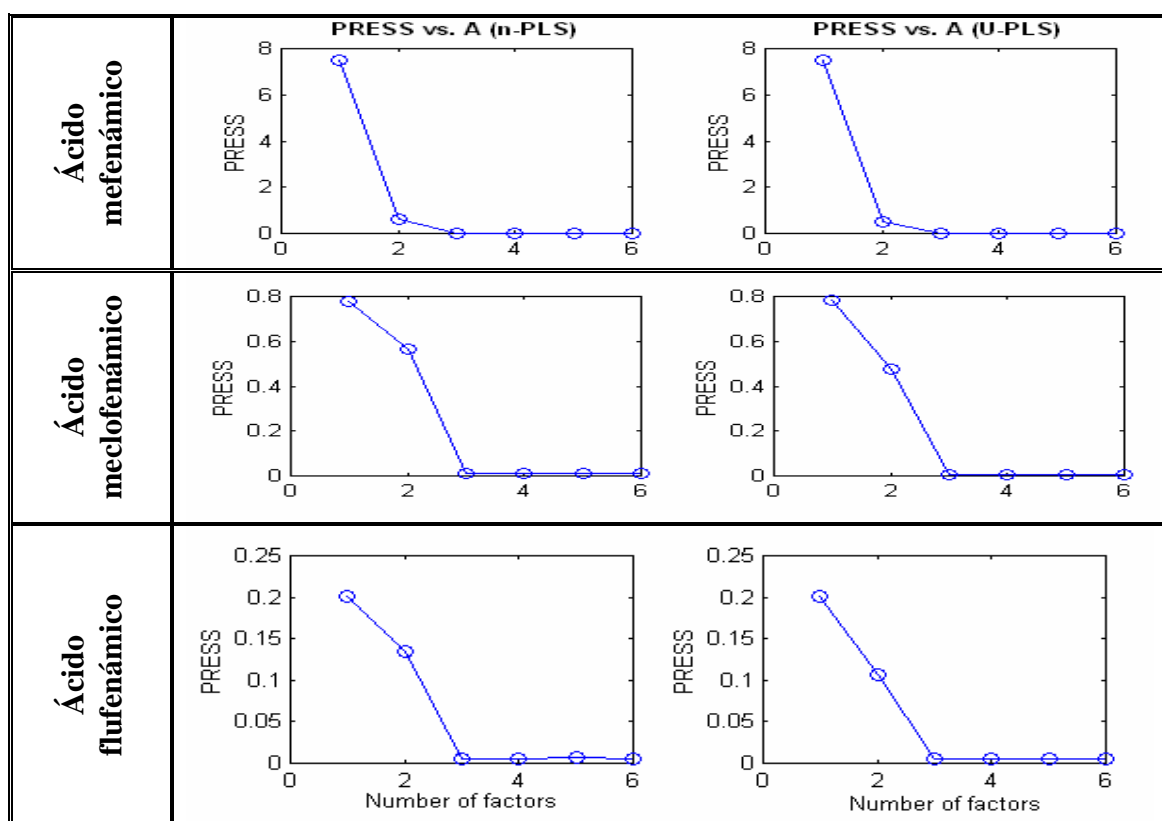 Ácido
mefenámico
PRESS vs. A (n-PLS)
8
6
4
2
0
PRESS
0 2 4 6
PRESS vs. A (U-PLS)
8
6
4
2
0
PRESS
0 2 4 6
Ácido
meclofenámico
0.8
0.6
0.4
0.2
0
PRESS
0 2 4 6
0.8
0.6
0.4
0.2
0
PRESS
0 2 4 6
Ácido
flufenámico
0.25
0.2
0.15
0.1
0.05
0
PRESS
0 2 4 6
Number of factors
0.25
0.2
0.15
0.1
0.05
0
PRESS
0 2 4 6
Number of factors